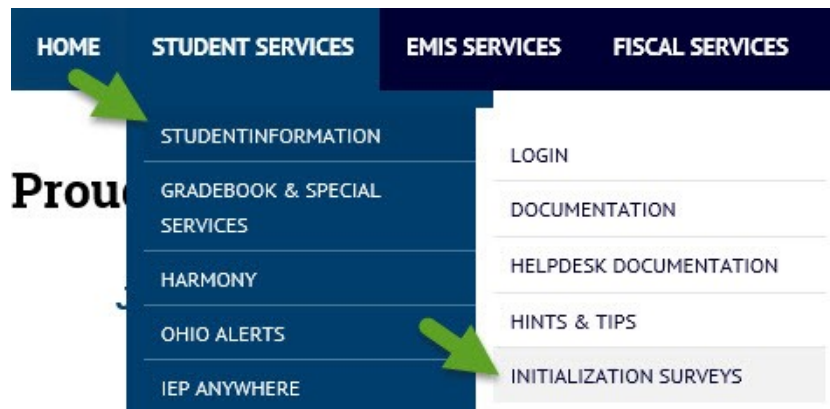 HOME STUDENT SERVICES EMIS SERVICES FISCAL SERVICES
STUDENTINFORMATION
GRADEBOOK & SPECIAL
SERVICES
HARMONY
OHIO ALERTS
IEP ANYWHERE
LOGIN
DOCUMENTATION
HELPDESK DOCUMENTATION
HINTS & TIPS
INITIALIZATION SURVEYS
Prou